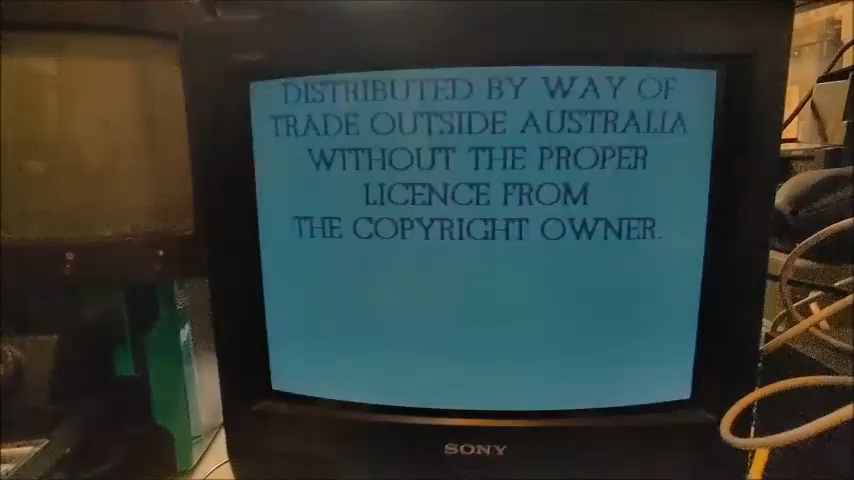 DISTRIBUTED BY WAY OF
TRADE OUTSIDE AUSTRALIA
WITHOUT THE PROPER
LICENCE FROM
THE COPYRIGHT OWNER.
SONY